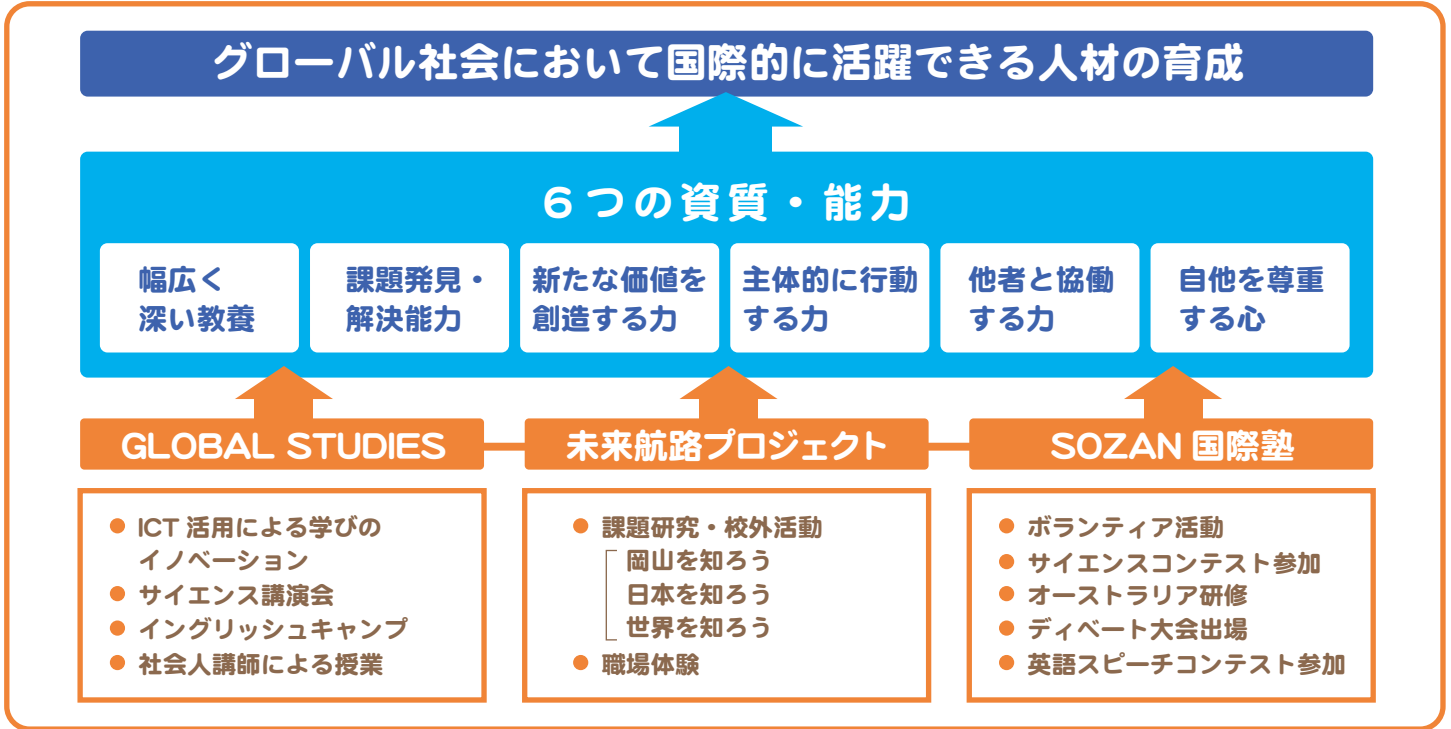 グローバル社会において国際的に活躍できる人材の育成
6つの資質・能力
幅広く
深い教養
課題発見・
解決能力
新たな価値を
創造する力
主体的に行動
する力
他者と協働
する力
自他を尊重
する心
GLOBAL STUDIES
ICT 活用による学びの
イノベーション
サイエンス講演会
イングリッシュキャンプ
社会人講師による授業
未来航路プロジェクト
課題研究・校外活動
岡山を知ろう
日本を知ろう
世界を知ろう
職場体験
SOZAN 国際塾
ボランティア活動
サイエンスコンテスト参加
オーストラリア研修
ディベート大会出場
英語スピーチコンテスト参加